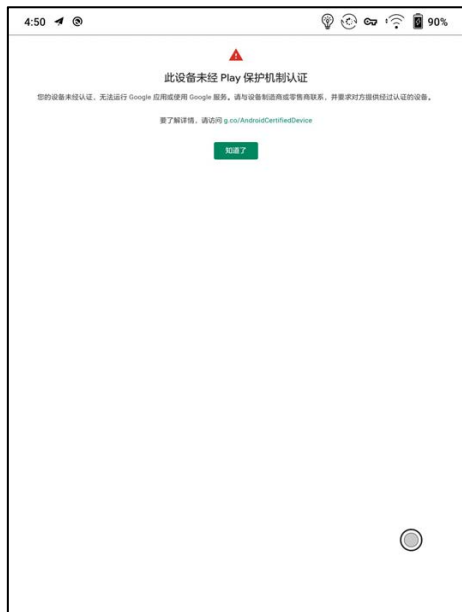 4:50
90%
此设备未经 Play 保护机制认证
您的设备未经认证，无法运行 Google 应用或使用 Google 服务。请与设备制造商或零售商联系，并要求对方提供经过认证的设备。
要了解详情，请访问 g.co/AndroidCertifiedDevice
知道了